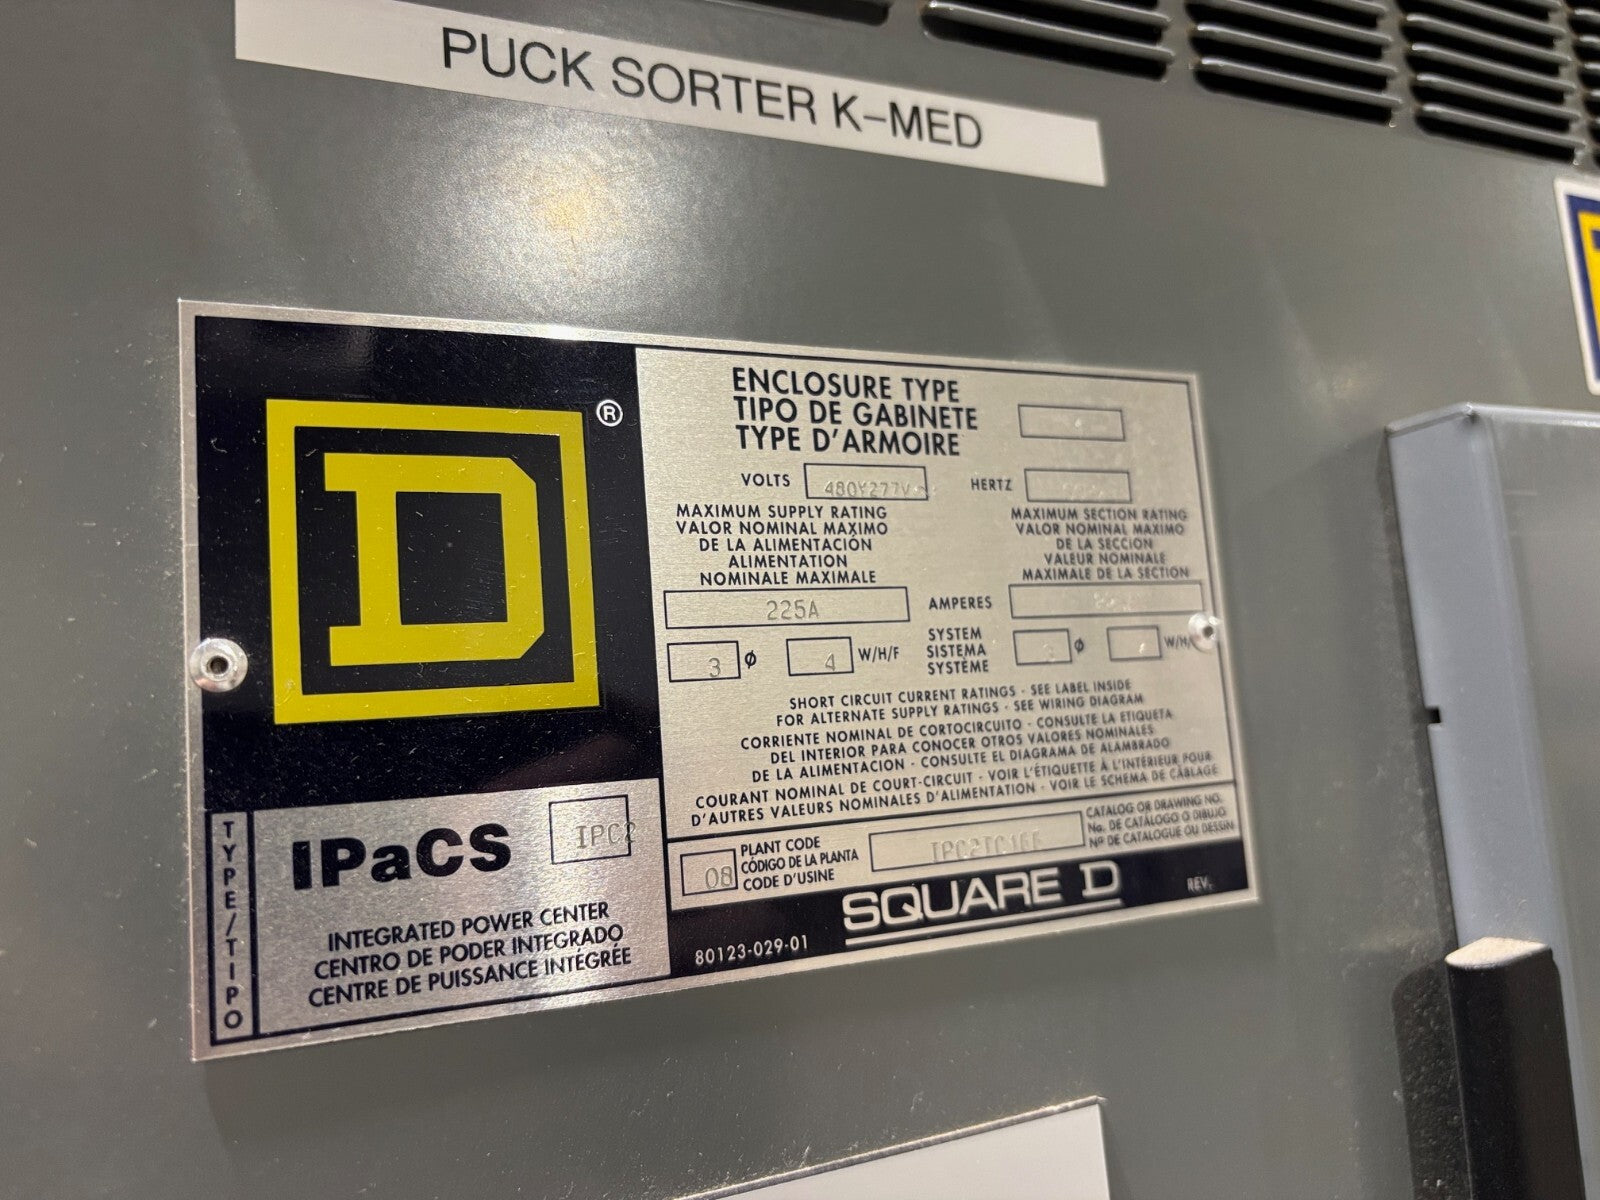 PUCK SORTER K-MED
D ®
ENCLOSURE TYPE
TIPO DE GABINETE
TYPE D'ARMOIRE
VOLTS 480Y277V~ HERTZ
MAXIMUM SUPPLY RATING
VALOR NOMINAL MAXIMO
DE LA ALIMENTACIÓN
ALIMENTATION
NOMINALE MAXIMALE
MAXIMUM SECTION RATING
VALOR NOMINAL MAXIMO
DE LA SECCION
VALEUR NOMINALE
MAXIMALE DE LA SECTION
225A AMPERES
3 Ø 4 W/H/F
SYSTEM
SISTEMA
SYSTÈME
Ø
SHORT CIRCUIT CURRENT RATINGS - SEE LABEL INSIDE
FOR ALTERNATE SUPPLY RATINGS - SEE WIRING DIAGRAM
CORRIENTE NOMINAL DE CORTOCIRCUITO - CONSULTE LA ETIQUETA
DEL INTERIOR PARA CONOCER OTROS VALORES NOMINALES
DE LA ALIMENTACION - CONSULTE EL DIAGRAMA DE ALAMBRADO
COURANT NOMINAL DE COURT-CIRCUIT - VOIR L'ÉTIQUETTE À L'INTÉRIEUR POUR
D'AUTRES VALEURS NOMINALES D'ALIMENTATION - VOIR LE SCHEMA DE CÂBLAGE
TYPE/TIPO
IPaCS IPC2
INTEGRATED POWER CENTER
CENTRO DE PODER INTEGRADO
CENTRE DE PUISSANCE INTÉGRÉE
08 PLANT CODE
CÓDIGO DE LA PLANTA
CODE D'USINE
CATALOG OR DRAWING NO.
No. DE CATÁLOGO O DIBUJO
Nº DE CATALOGUE OU DESSIN
80123-029-01 SQUARE D REV.